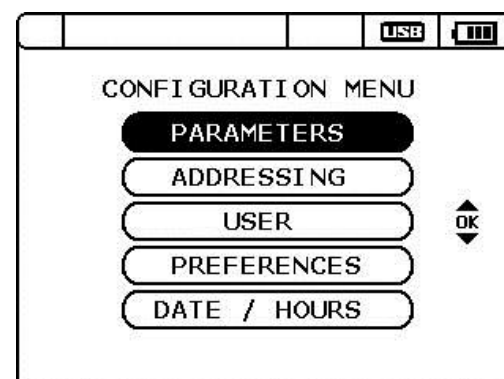 USB
CONFIGURATION MENU
PARAMETERS
ADDRESSING
USER
OK
PREFERENCES
DATE / HOURS